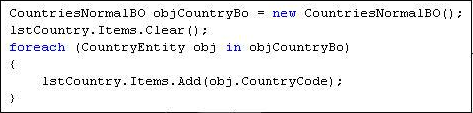 CountriesNormalBO objCountryBo = new CountriesNormalBO();
lstCountry.Items.Clear();
foreach (CountryEntity obj in objCountryBo)
{
    lstCountry.Items.Add(obj.CountryCode);
}